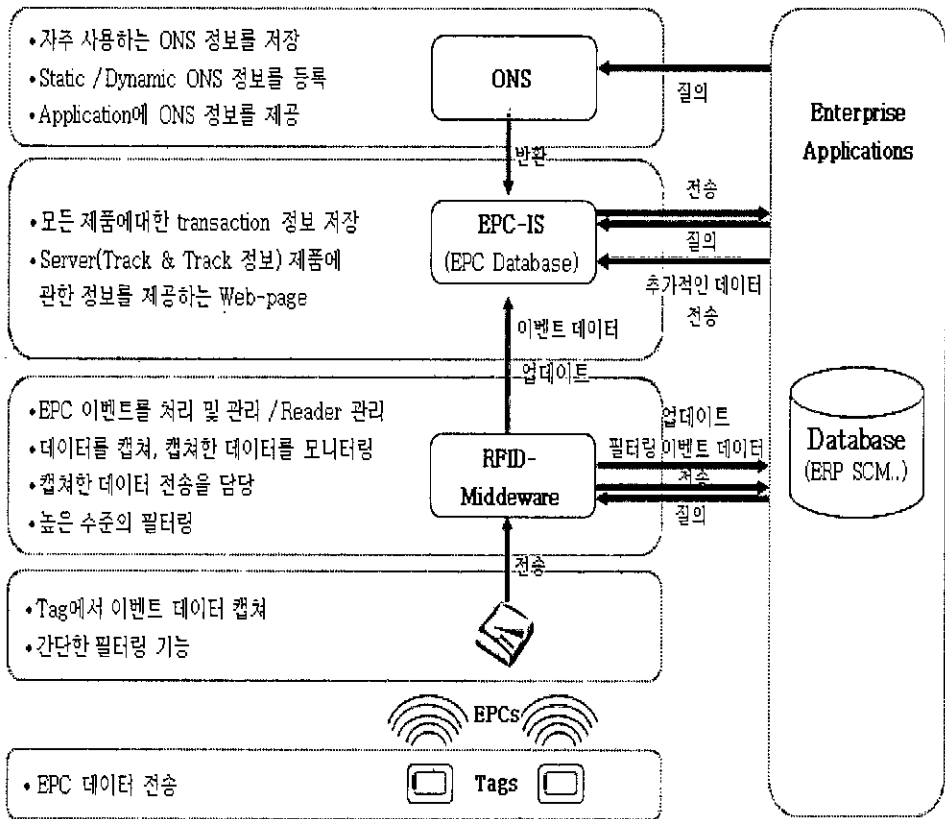 •자주 사용하는 ONS 정보를 저장
•Static /Dynamic ONS 정보를 등록
•Application에 ONS 정보를 제공
ONS
질의
Enterprise
Applications
반환
•모든 제품에대한 transaction 정보 저장
•Server(Track & Track 정보) 제품에
관한 정보를 제공하는 Web-page
EPC-IS
(EPC Database)
전송
질의
추가적인 데이터
전송
이벤트 데이터
업데이트
•EPC 이벤트를 처리 및 관리 /Reader 관리
•데이터를 캡쳐, 캡쳐한 데이터를 모니터링
•캡쳐한 데이터 전송을 담당
•높은 수준의 필터링
RFID-
Middeware
업데이트
필터링 이벤트 데이터
전송
질의
Database
(ERP SCM..)
전송
•Tag에서 이벤트 데이터 캡쳐
•간단한 필터링 기능
EPCs
• EPC 데이터 전송
Tags